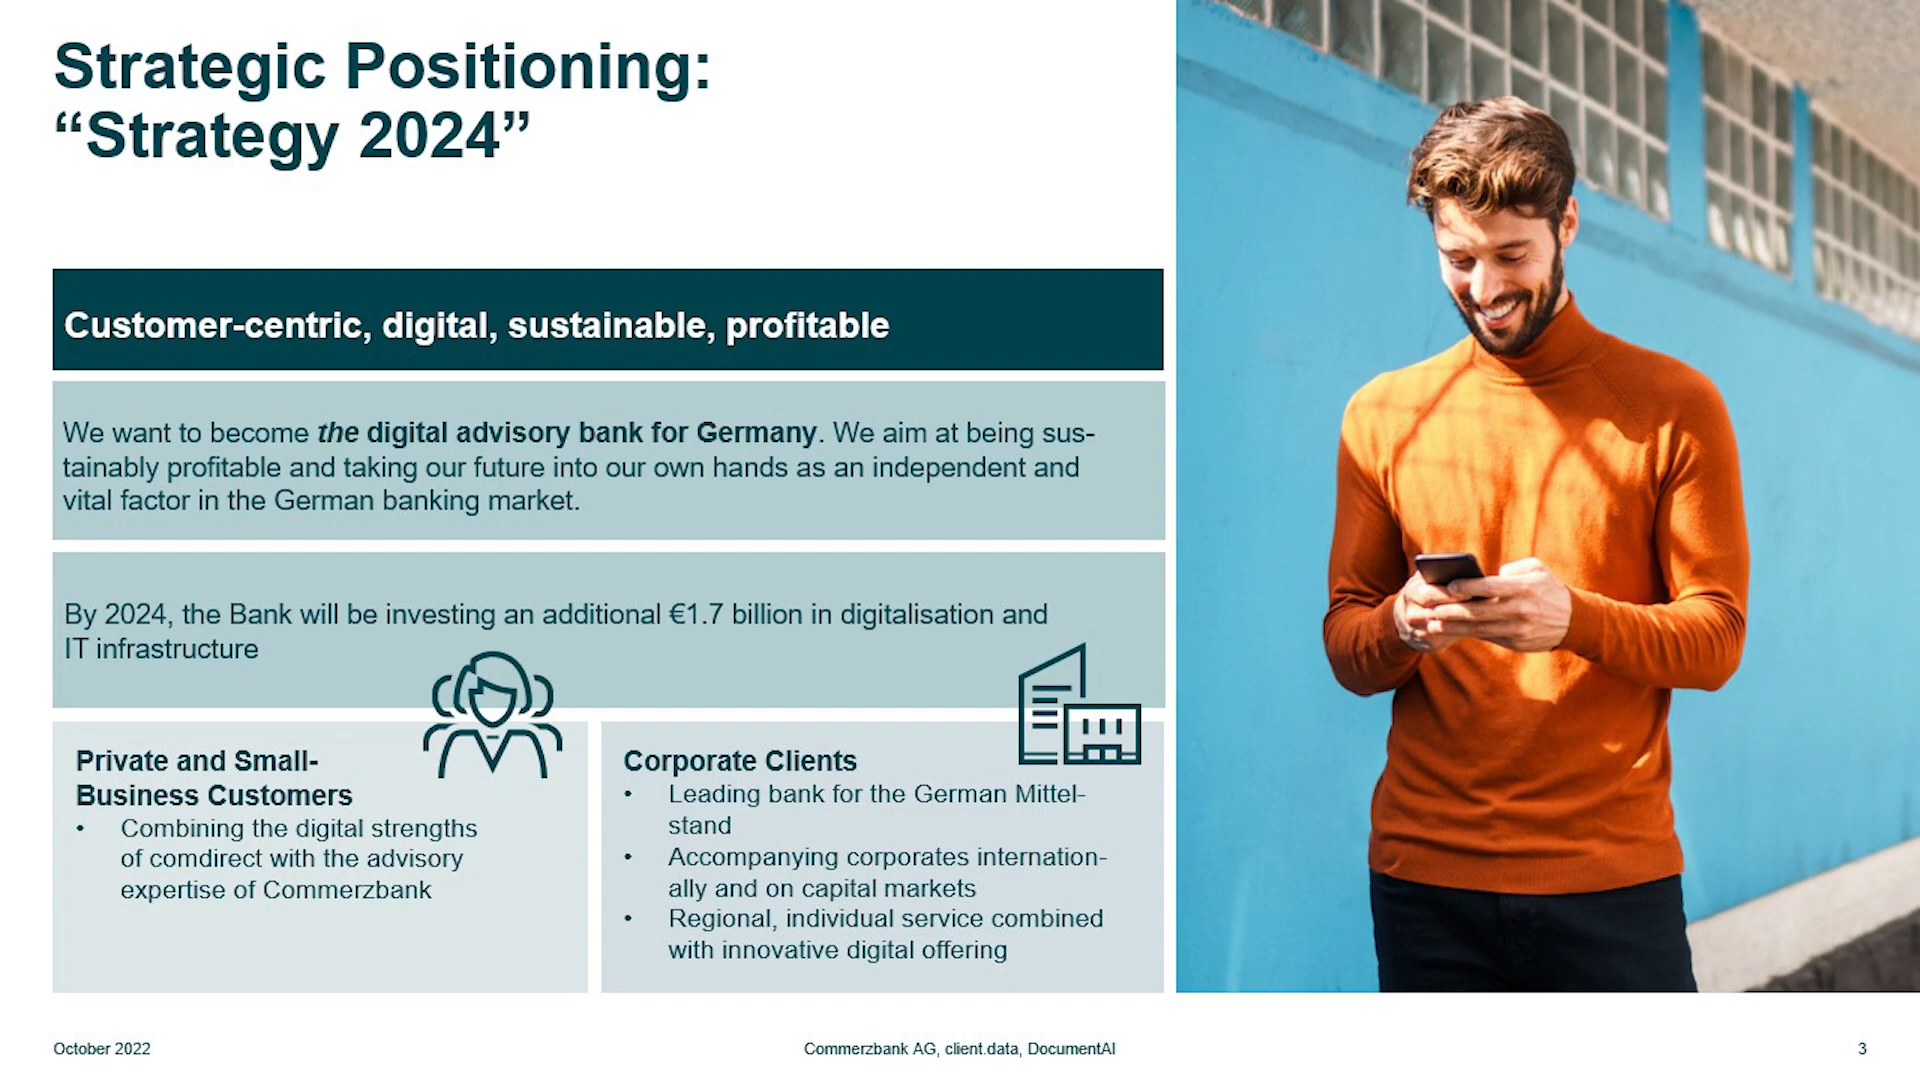 Strategic Positioning:
“Strategy 2024”
Customer-centric, digital, sustainable, profitable
We want to become the digital advisory bank for Germany. We aim at being sus-
tainably profitable and taking our future into our own hands as an independent and
vital factor in the German banking market.
By 2024, the Bank will be investing an additional €1.7 billion in digitalisation and
IT infrastructure
Private and Small-
Business Customers
• Combining the digital strengths
of comdirect with the advisory
expertise of Commerzbank
Corporate Clients
• Leading bank for the German Mittel-
stand
• Accompanying corporates internation-
ally and on capital markets
• Regional, individual service combined
with innovative digital offering
October 2022
Commerzbank AG, client.data, DocumentAI
3